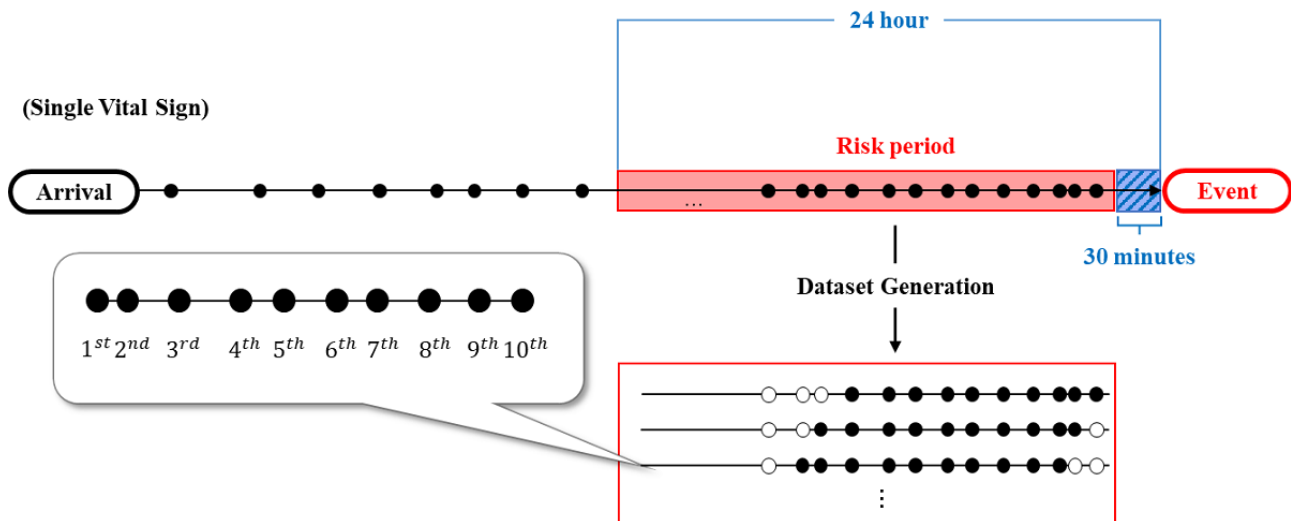 24 hour
(Single Vital Sign)
Risk period
Arrival
...
Event
30 minutes
Dataset Generation
1st 2nd 3rd 4th 5th 6th 7th 8th 9th 10th
⋮